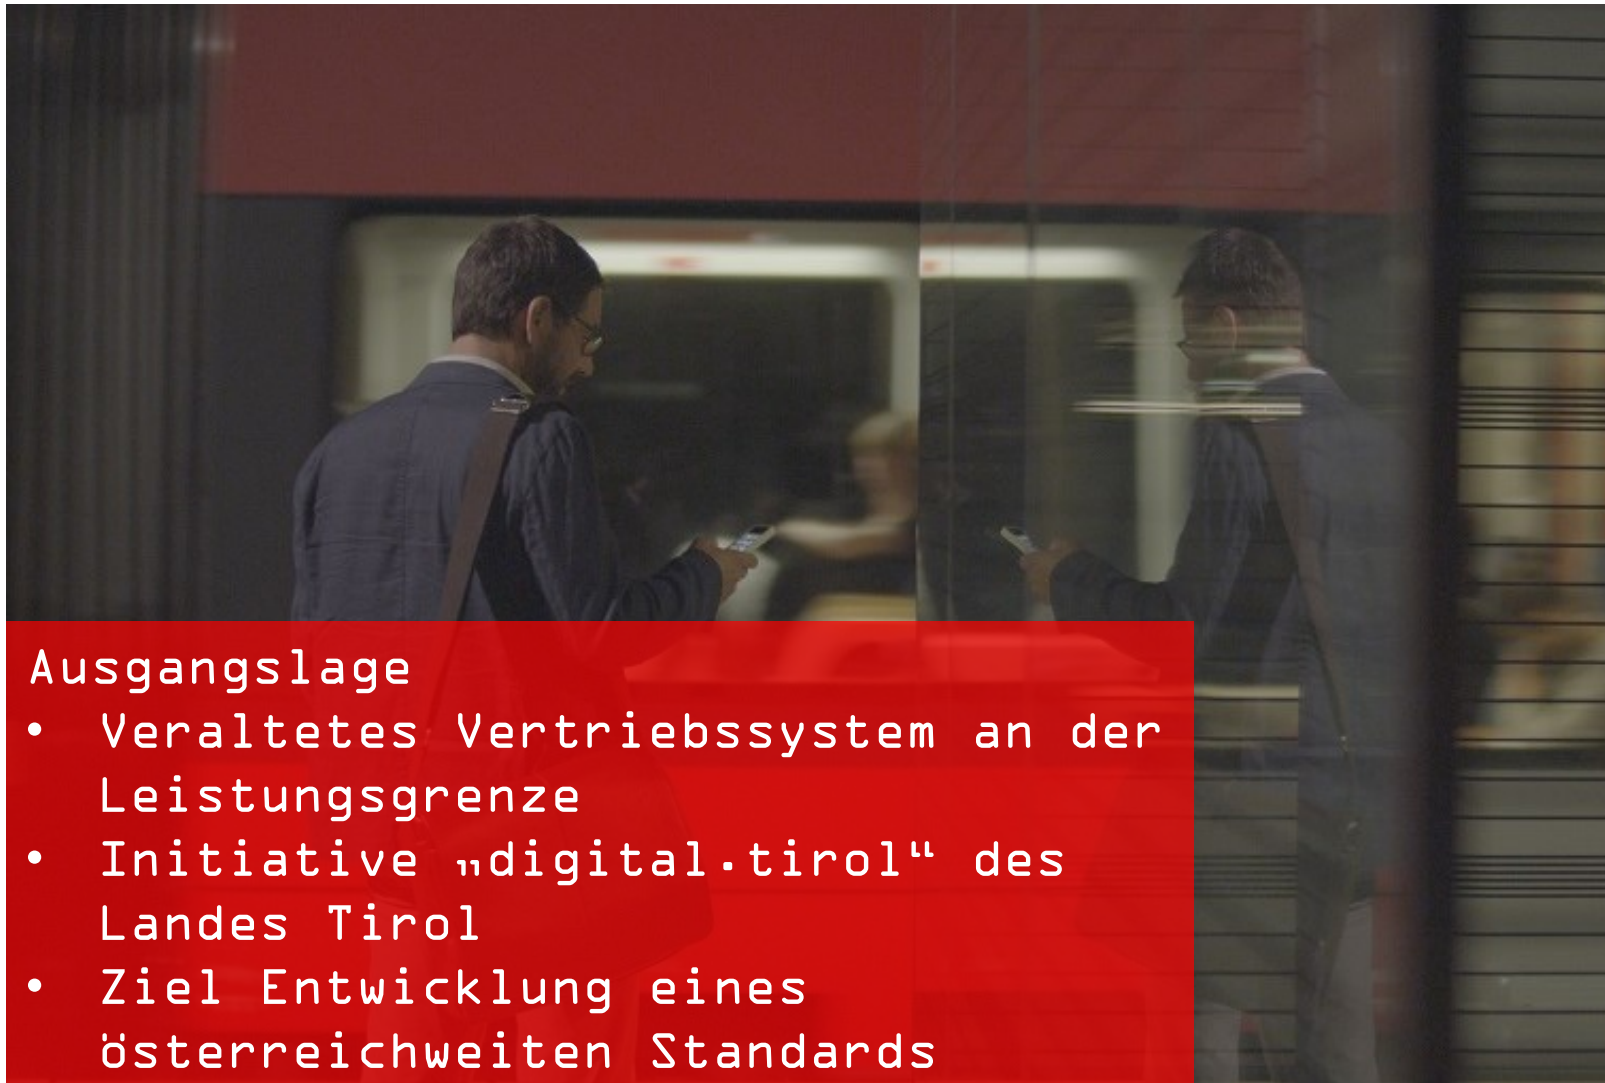 Ausgangslage
• Veraltetes Vertriebssystem an der
Leistungsgrenze
• Initiative „digital.tirol“ des
Landes Tirol
• Ziel Entwicklung eines
österreichweiten Standards